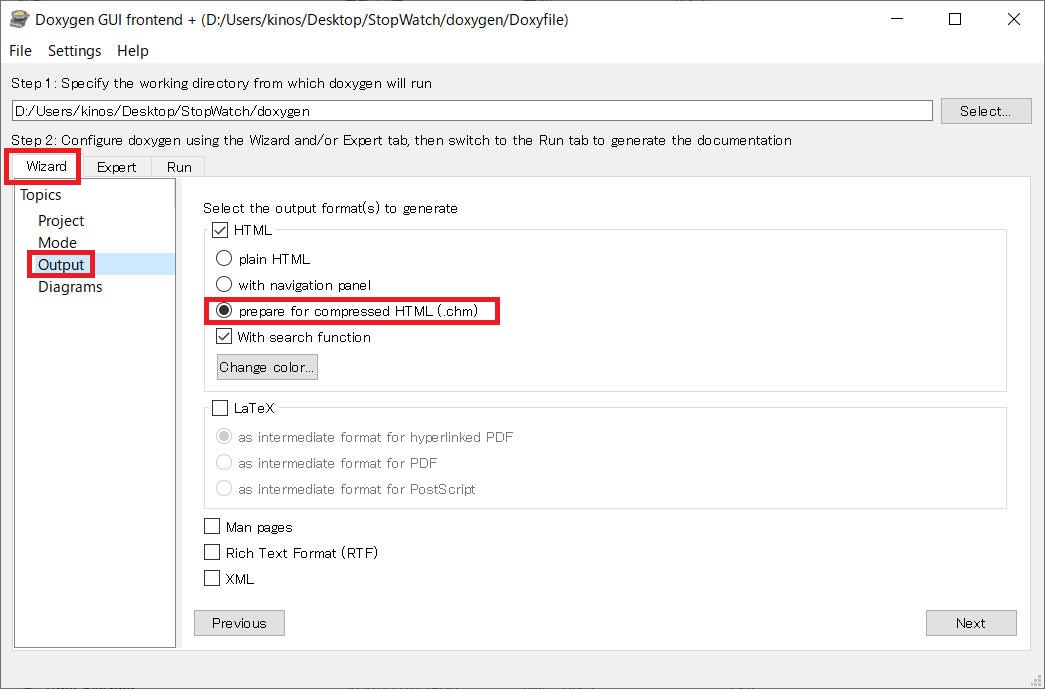 Doxygen GUI frontend + (D:/Users/kinos/Desktop/StopWatch/doxygen/Doxyfile)
File Settings Help
Step 1: Specify the working directory from which doxygen will run
D:/Users/kinos/Desktop/StopWatch/doxygen Select...
Step 2: Configure doxygen using the Wizard and/or Expert tab, then switch to the Run tab to generate the documentation
Wizard Expert Run
Topics
Project
Mode
Output
Diagrams
Select the output format(s) to generate
HTML
plain HTML
with navigation panel
prepare for compressed HTML (.chm)
With search function
Change color...
LaTeX
as intermediate format for hyperlinked PDF
as intermediate format for PDF
as intermediate format for PostScript
Man pages
Rich Text Format (RTF)
XML
Previous Next